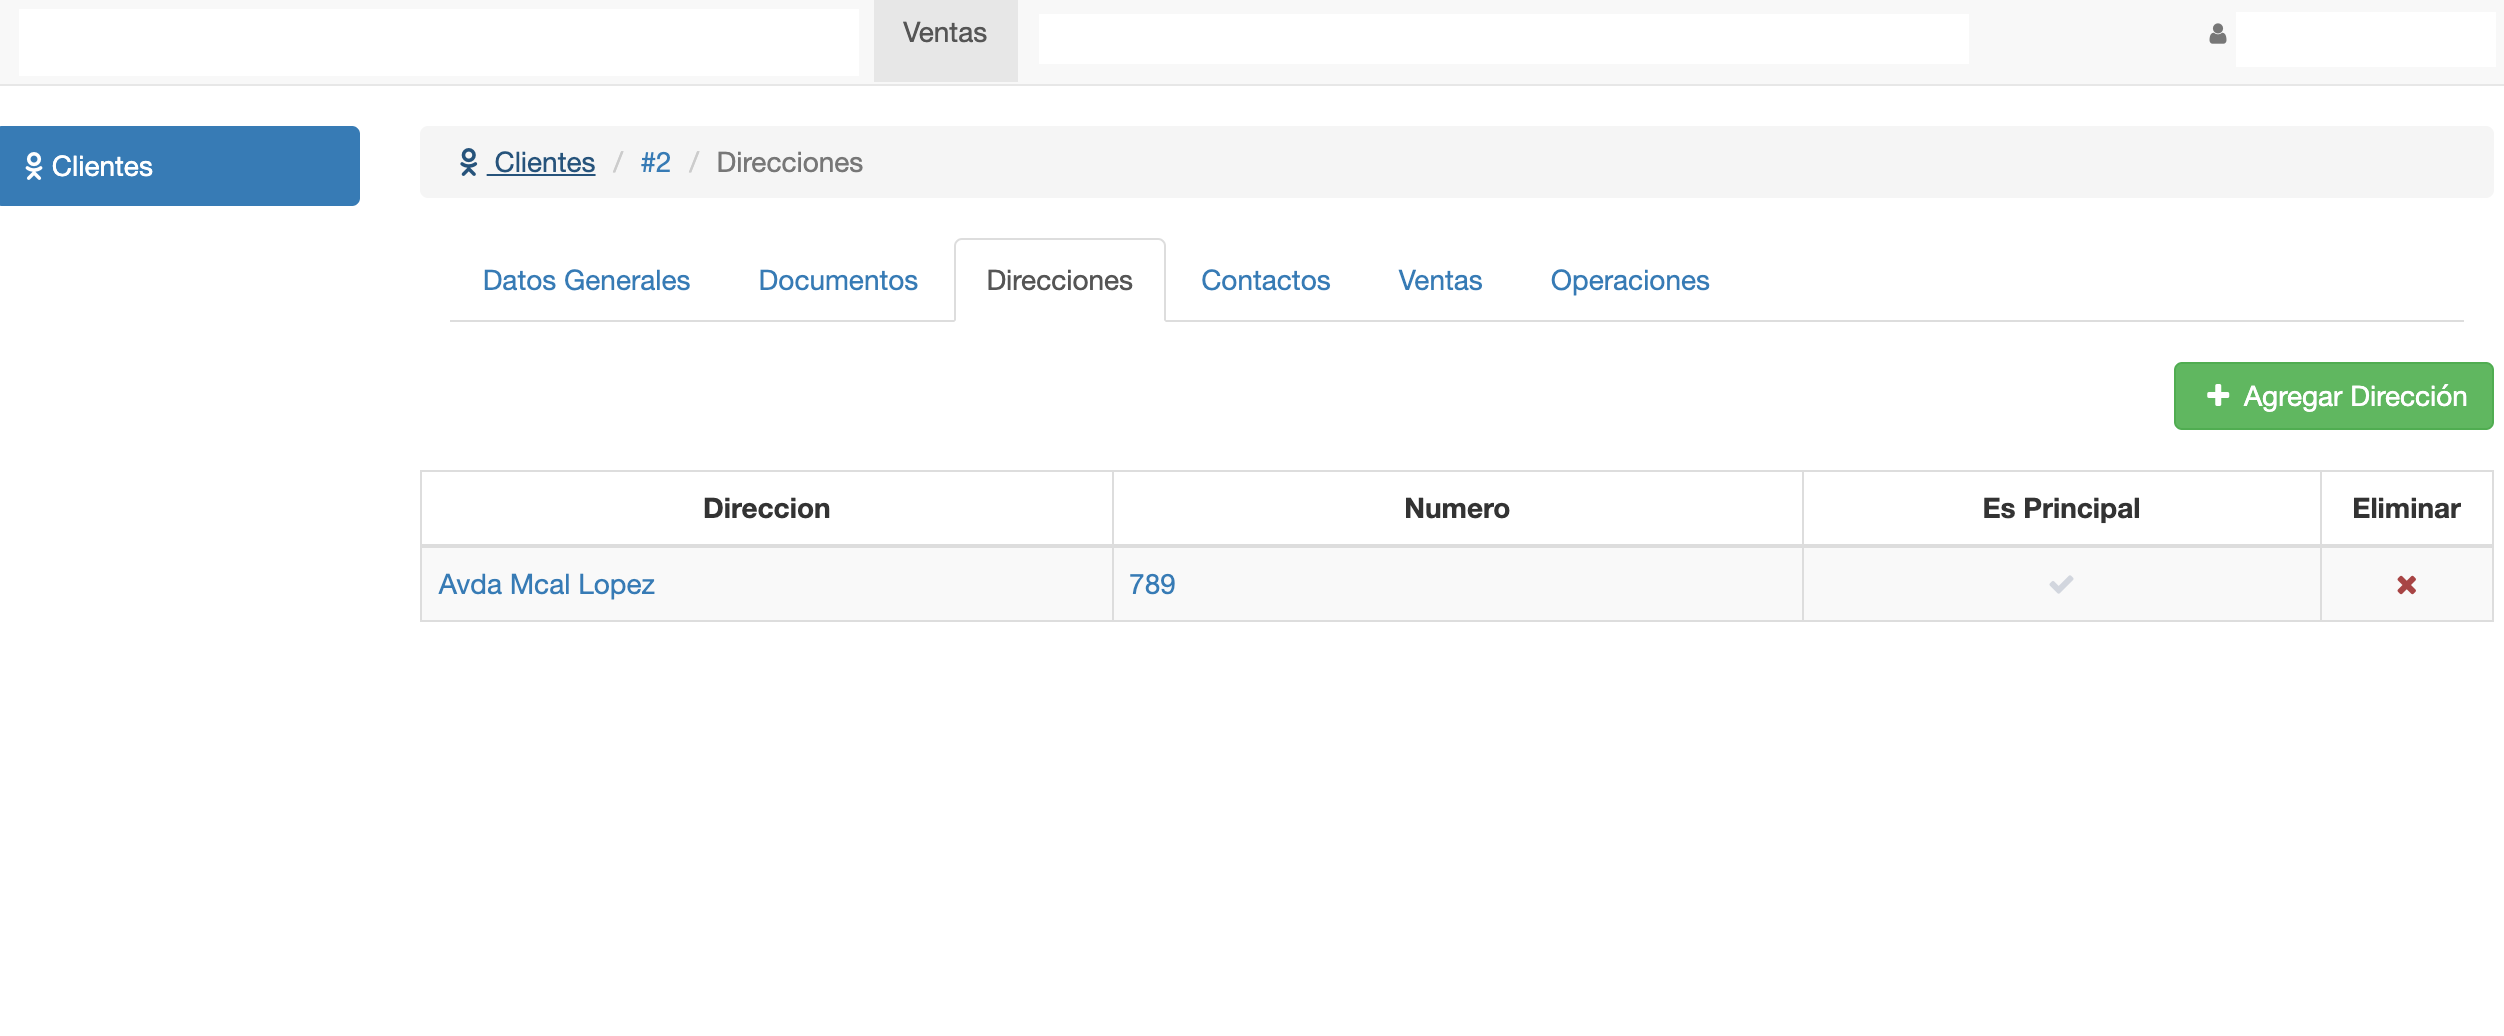 Ventas
Clientes
Clientes / #2 / Direcciones
Datos Generales Documentos Direcciones Contactos Ventas Operaciones
Agregar Dirección
Direccion Numero Es Principal Eliminar
Avda Mcal Lopez 789